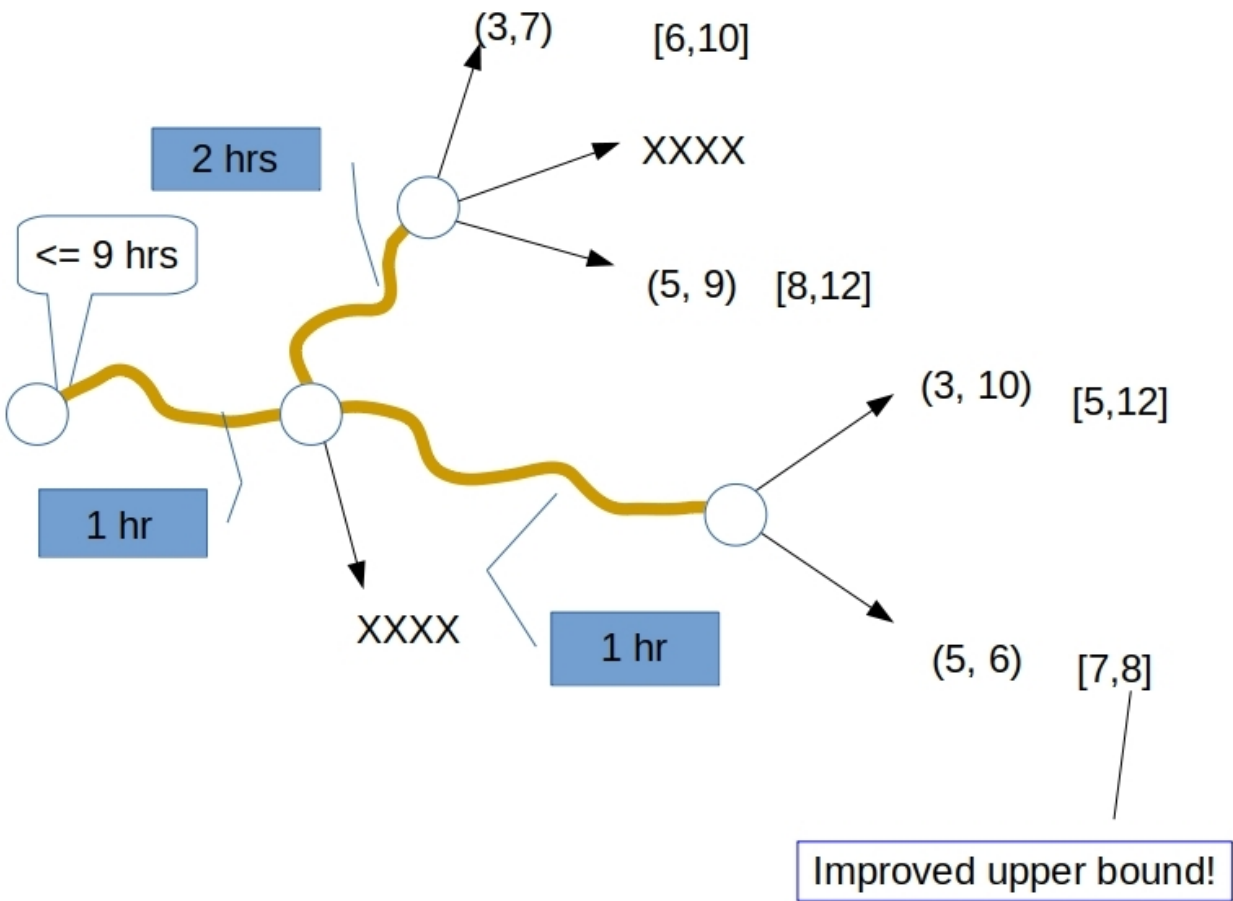 (3,7) [6,10]
XXXX
2 hrs
<= 9 hrs
(5, 9) [8,12]
(3, 10) [5,12]
1 hr
XXXX
1 hr
(5, 6) [7,8]
Improved upper bound!